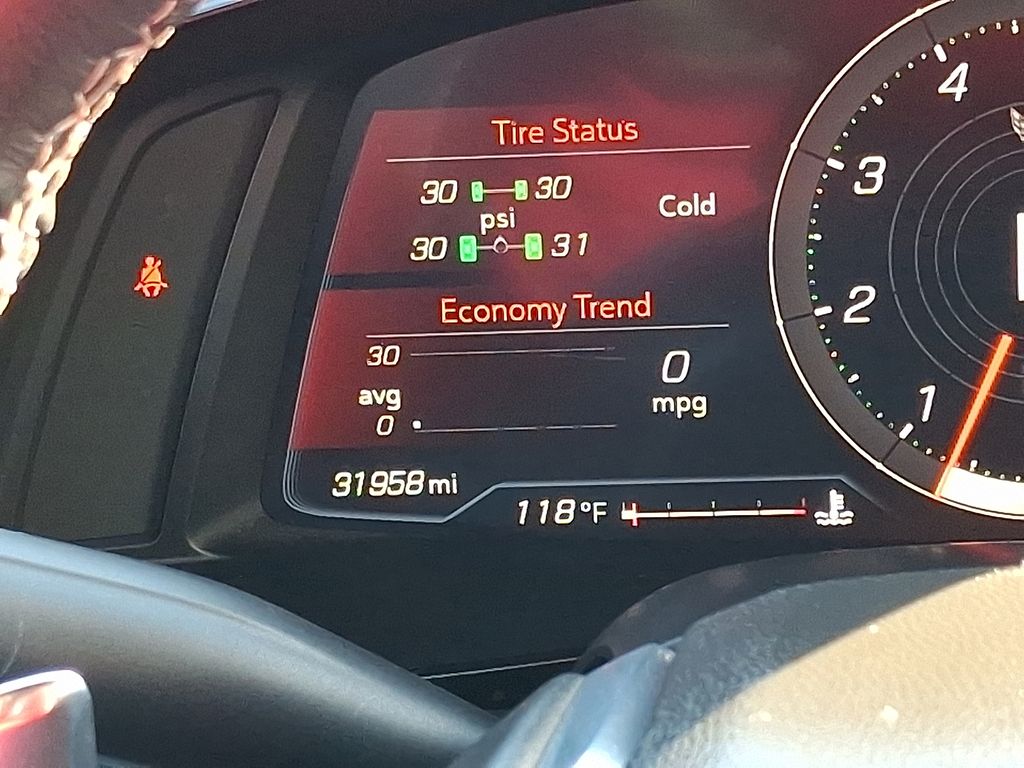 Tire Status
30 30
psi
Cold
30 31
Economy Trend
30
0
avg
mpg
0
31958 mi
118°F
4
3
2
1